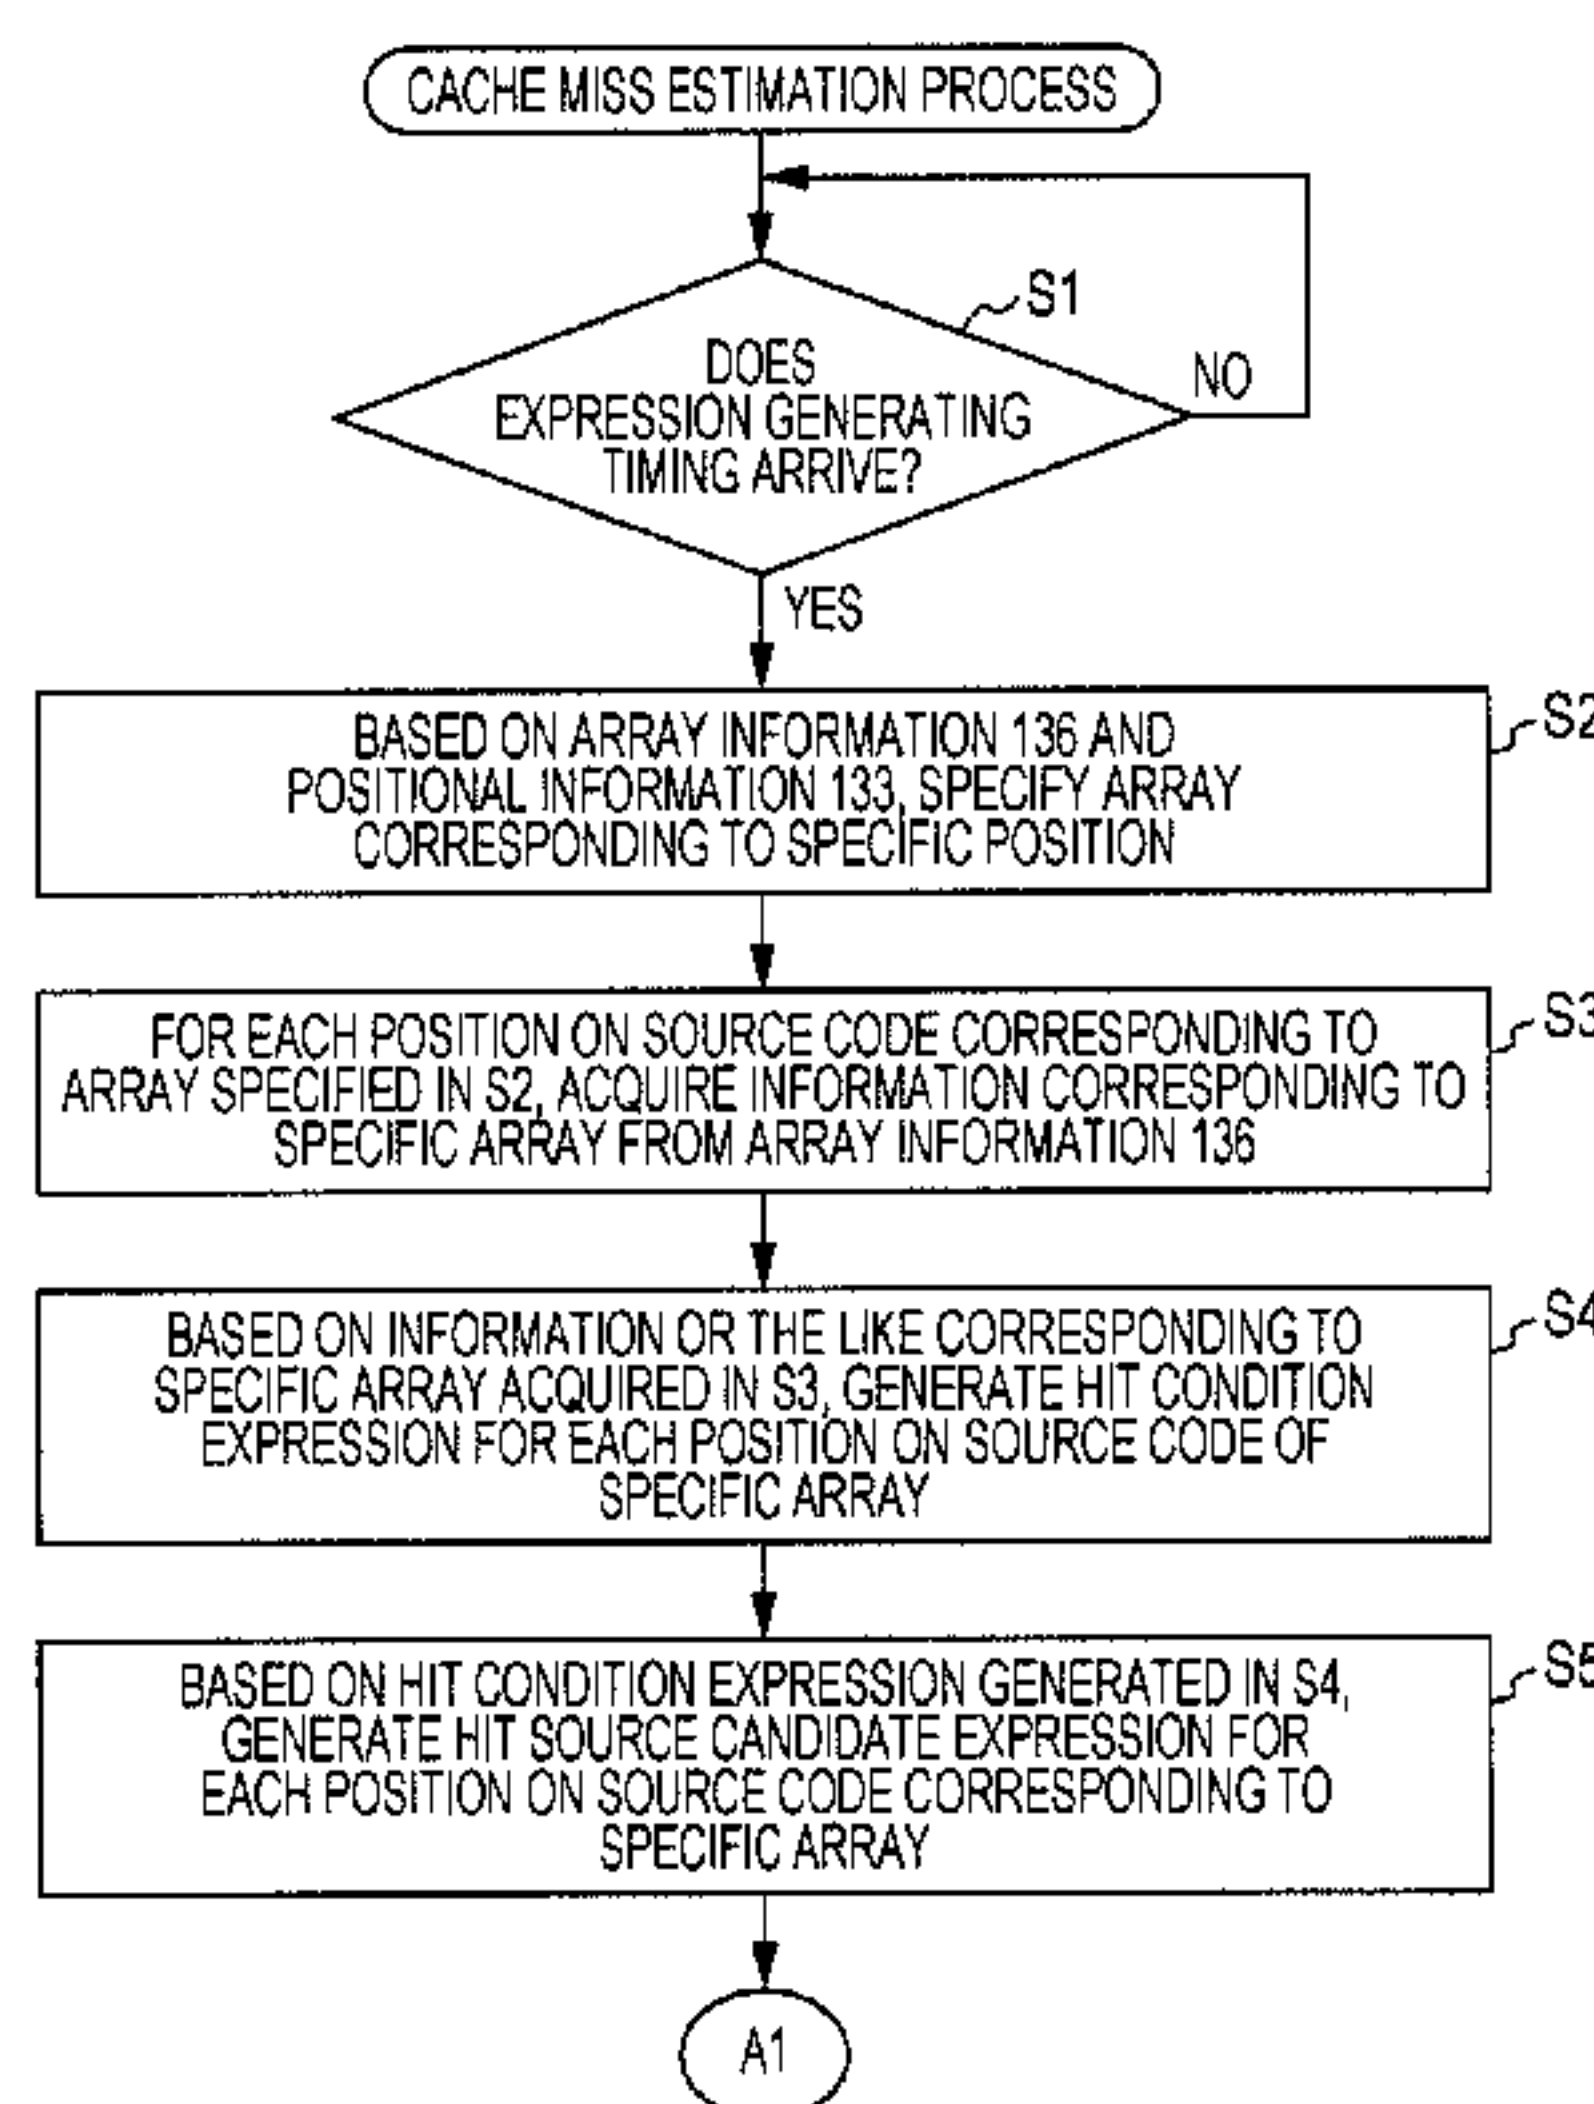 CACHE MISS ESTIMATION PROCESS
S1
DOES
EXPRESSION GENERATING
TIMING ARRIVE?
NO
YES
S2
BASED ON ARRAY INFORMATION 136 AND
POSITIONAL INFORMATION 133, SPECIFY ARRAY
CORRESPONDING TO SPECIFIC POSITION
S3
FOR EACH POSITION ON SOURCE CODE CORRESPONDING TO
ARRAY SPECIFIED IN S2, ACQUIRE INFORMATION CORRESPONDING TO
SPECIFIC ARRAY FROM ARRAY INFORMATION 136
S4
BASED ON INFORMATION OR THE LIKE CORRESPONDING TO
SPECIFIC ARRAY ACQUIRED IN S3, GENERATE HIT CONDITION
EXPRESSION FOR EACH POSITION ON SOURCE CODE OF
SPECIFIC ARRAY
S5
BASED ON HIT CONDITION EXPRESSION GENERATED IN S4,
GENERATE HIT SOURCE CANDIDATE EXPRESSION FOR
EACH POSITION ON SOURCE CODE CORRESPONDING TO
SPECIFIC ARRAY
A1